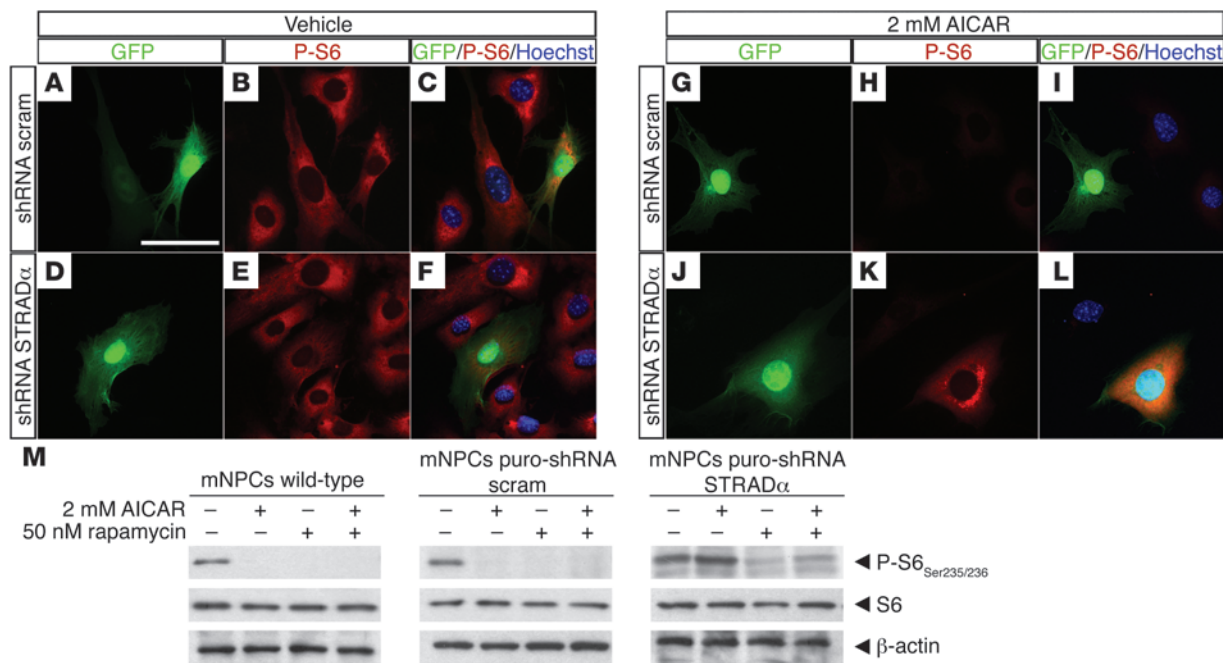 Vehicle
2 mM AICAR
GFP P-S6 GFP/P-S6/Hoechst
GFP P-S6 GFP/P-S6/Hoechst
shRNA scram
A B C
shRNA scram
G H I
shRNA STRADα
D E F
shRNA STRADα
J K L
M
mNPCs wild-type
mNPCs puro-shRNA
scram
mNPCs puro-shRNA
STRADα
2 mM AICAR – + – + – + – + – + – +
50 nM rapamycin – – + + – – + + – – + +
◄ P-S6Ser235/236
◄ S6
◄ β-actin